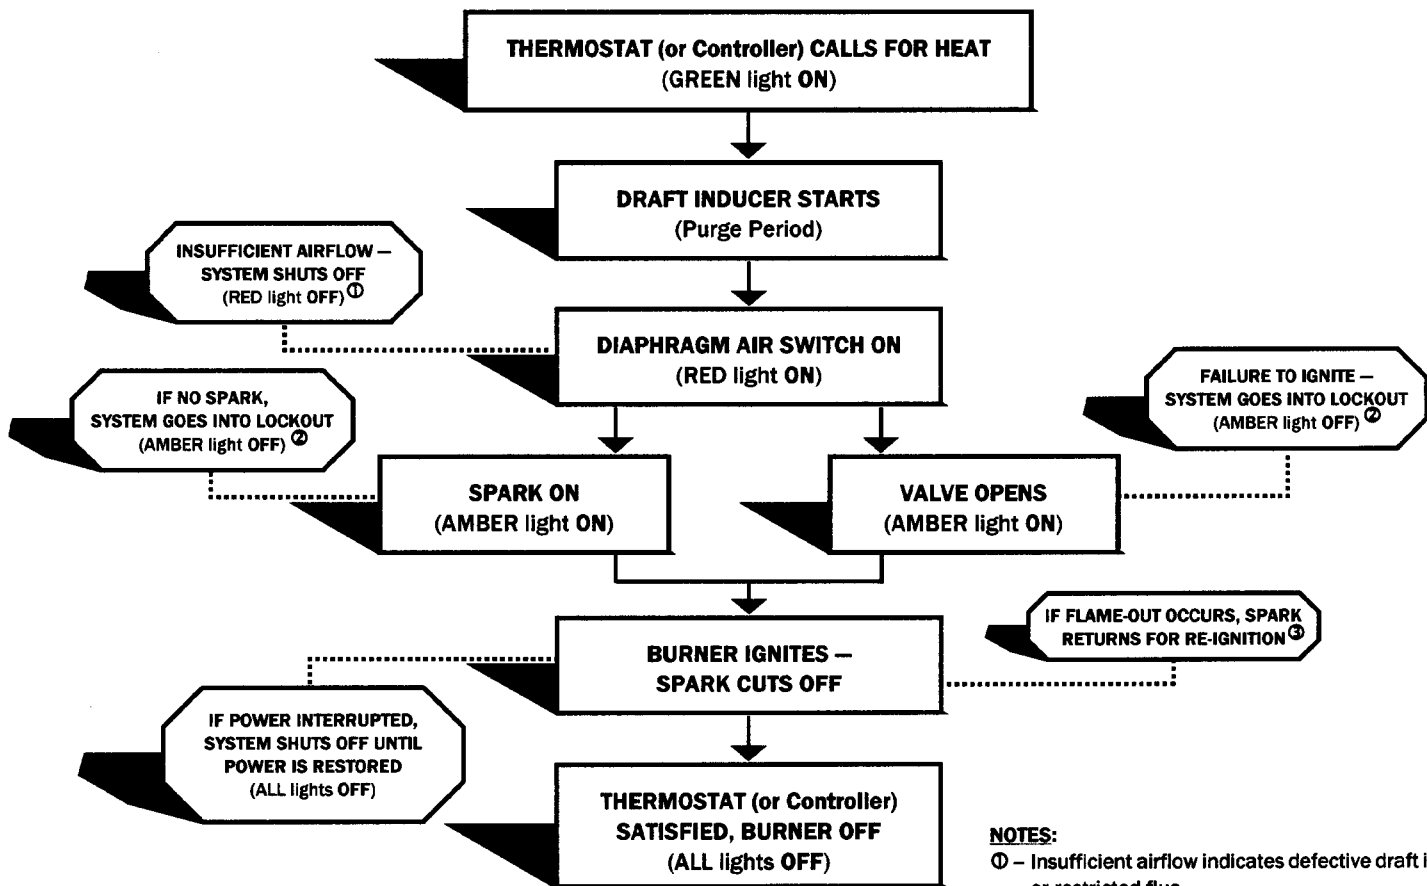 THERMOSTAT (or Controller) CALLS FOR HEAT
(GREEN light ON)
DRAFT INDUCER STARTS
(Purge Period)
INSUFFICIENT AIRFLOW —
SYSTEM SHUTS OFF
(RED light OFF) ①
DIAPHRAGM AIR SWITCH ON
(RED light ON)
IF NO SPARK,
SYSTEM GOES INTO LOCKOUT
(AMBER light OFF) ②
FAILURE TO IGNITE —
SYSTEM GOES INTO LOCKOUT
(AMBER light OFF) ②
SPARK ON
(AMBER light ON)
VALVE OPENS
(AMBER light ON)
IF FLAME-OUT OCCURS, SPARK
RETURNS FOR RE-IGNITION ③
BURNER IGNITES —
SPARK CUTS OFF
IF POWER INTERRUPTED,
SYSTEM SHUTS OFF UNTIL
POWER IS RESTORED
(ALL lights OFF)
THERMOSTAT (or Controller)
SATISFIED, BURNER OFF
(ALL lights OFF)
NOTES:
① – Insufficient airflow indicates defective draft
or restricted flue